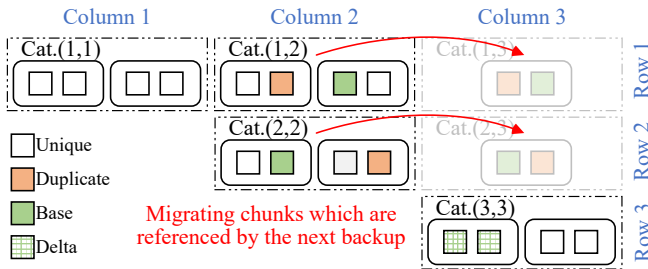 Column 1 Column 2 Column 3
Cat.(1,1) Cat.(1,2) Cat.(1,3) Row 1
Cat.(2,2) Cat.(2,3) Row 2
Unique
Duplicate
Base
Delta
Migrating chunks which are
referenced by the next backup
Cat.(3,3) Row 3